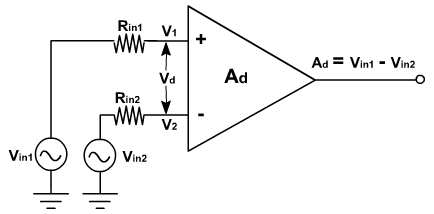 Rin1
V1
+
Vd
Ad
Ad = Vin1 - Vin2
Rin2
-
V2
Vin1
Vin2